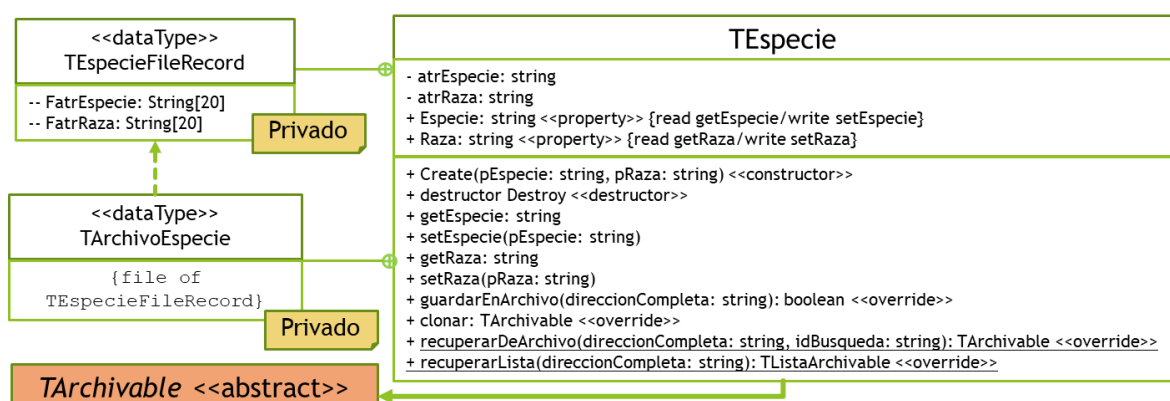 <<dataType>>
TEspecieFileRecord
-- FatrEspecie: String[20]
-- FatrRaza: String[20]
Privado
<<dataType>>
TArchivoEspecie
{file of
TEspecieFileRecord}
Privado
TArchivable <<abstract>>
TEspecie
- atrEspecie: string
- atrRaza: string
+ Especie: string <<property>> {read getEspecie/write setEspecie}
+ Raza: string <<property>> {read getRaza/write setRaza}
+ Create(pEspecie: string, pRaza: string) <<constructor>>
+ destructor Destroy <<destructor>>
+ getEspecie: string
+ setEspecie(pEspecie: string)
+ getRaza: string
+ setRaza(pRaza: string)
+ guardarEnArchivo(direccionCompleta: string): boolean <<override>>
+ clonar: TArchivable <<override>>
+ recuperarDeArchivo(direccionCompleta: string, idBusqueda: string): TArchivable <<override>>
+ recuperarLista(direccionCompleta: string): TListaArchivable <<override>>